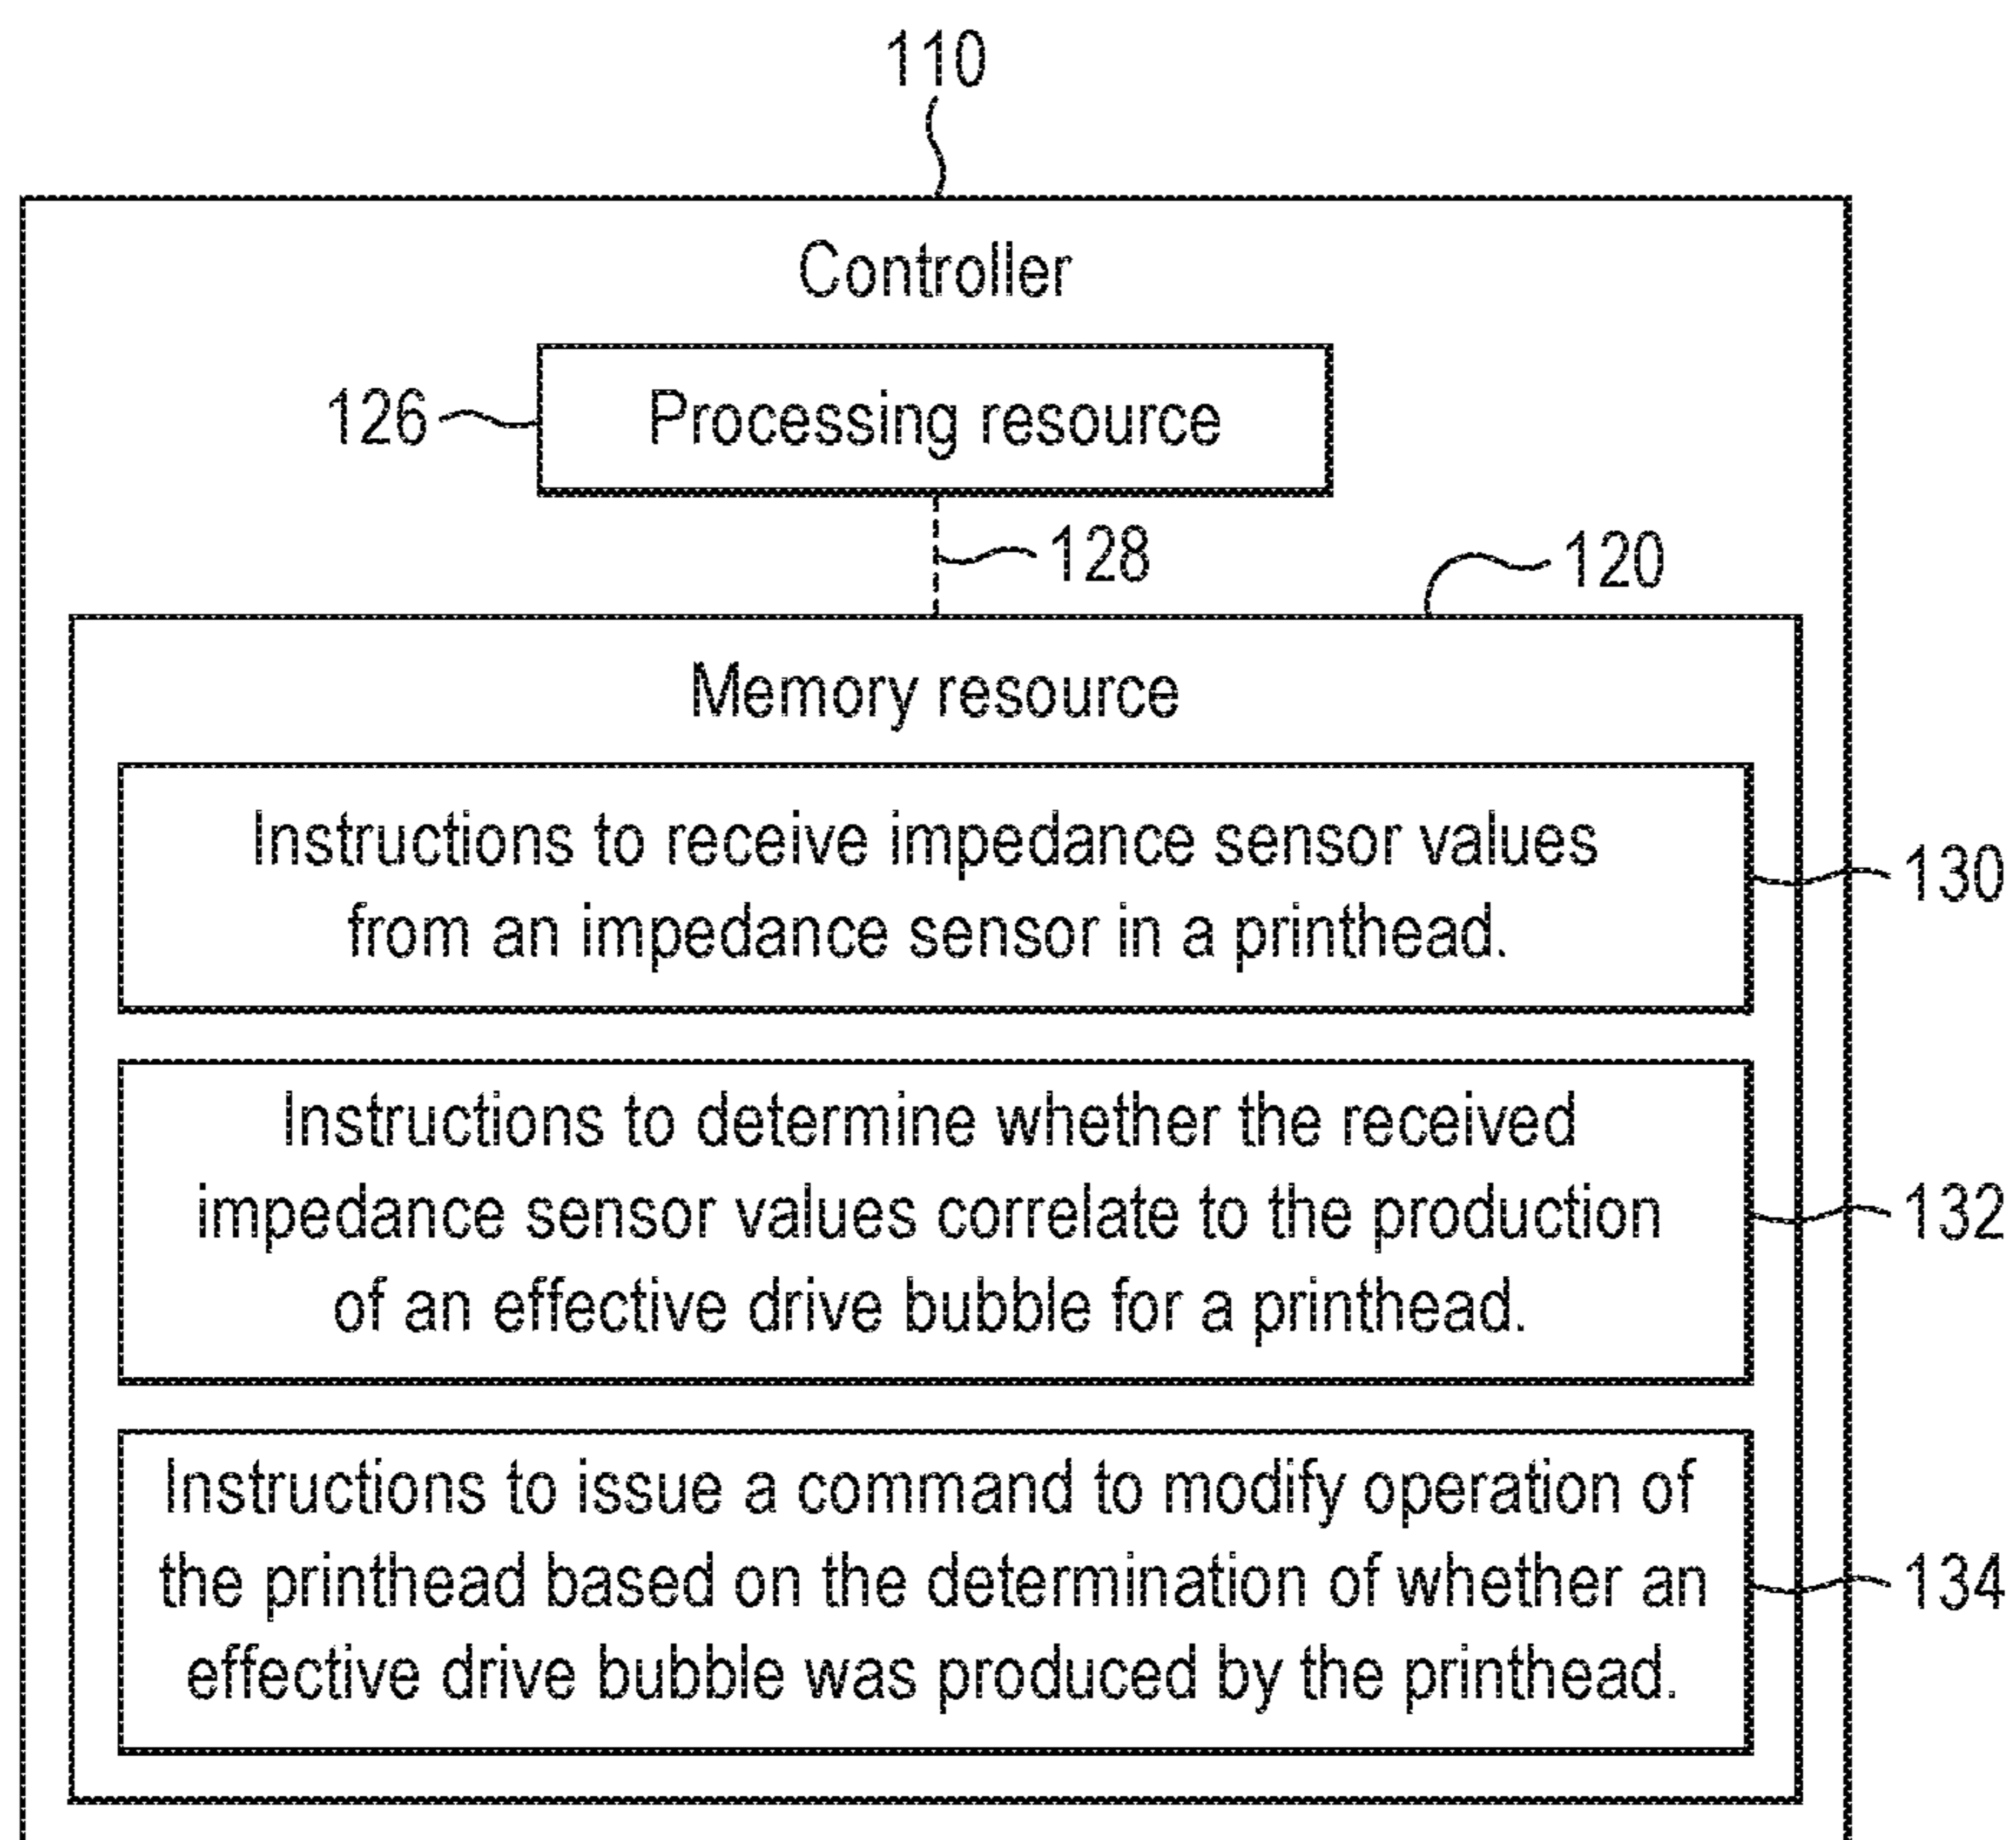 110
Controller
126
Processing resource
128
120
Memory resource
Instructions to receive impedance sensor values
from an impedance sensor in a printhead.
130
Instructions to determine whether the received
impedance sensor values correlate to the production
of an effective drive bubble for a printhead.
132
Instructions to issue a command to modify operation of
the printhead based on the determination of whether an
effective drive bubble was produced by the printhead.
134